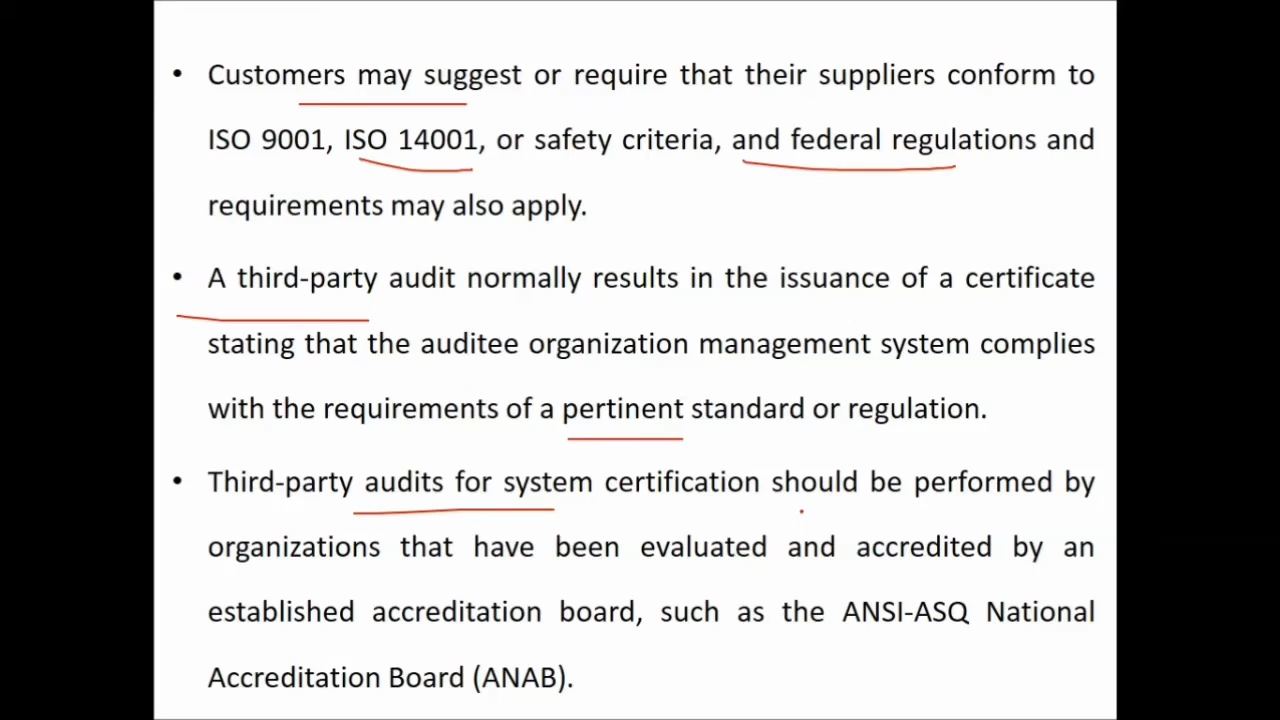 • Customers may suggest or require that their suppliers conform to
ISO 9001, ISO 14001, or safety criteria, and federal regulations and
requirements may also apply.
• A third-party audit normally results in the issuance of a certificate
stating that the auditee organization management system complies
with the requirements of a pertinent standard or regulation.
• Third-party audits for system certification should be performed by
organizations that have been evaluated and accredited by an
established accreditation board, such as the ANSI-ASQ National
Accreditation Board (ANAB).